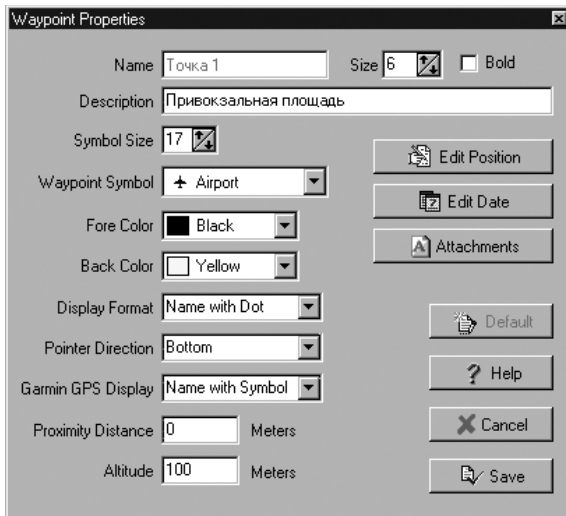 Waypoint Properties
Name Точка 1 Size 6 Bold
Description Привокзальная площадь
Symbol Size 17
Edit Position
Waypoint Symbol Airport
Edit Date
Fore Color Black
Attachments
Back Color Yellow
Display Format Name with Dot
Default
Pointer Direction Bottom
Help
Garmin GPS Display Name with Symbol
Proximity Distance 0 Meters
Cancel
Altitude 100 Meters
Save